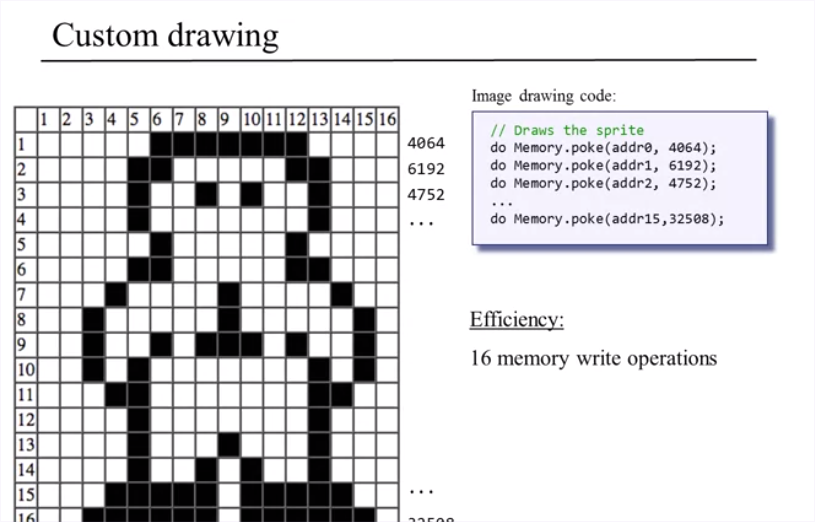 Custom drawing
Image drawing code:
1 2 3 4 5 6 7 8 9 10 11 12 13 14 15 16
1 4064
2 6192
3 4752
4 ...
5
6
7
8
9
10
11
12
13
14
15 ...
16 32508
// Draws the sprite
do Memory.poke(addr0, 4064);
do Memory.poke(addr1, 6192);
do Memory.poke(addr2, 4752);
...
do Memory.poke(addr15,32508);
Efficiency:
16 memory write operations